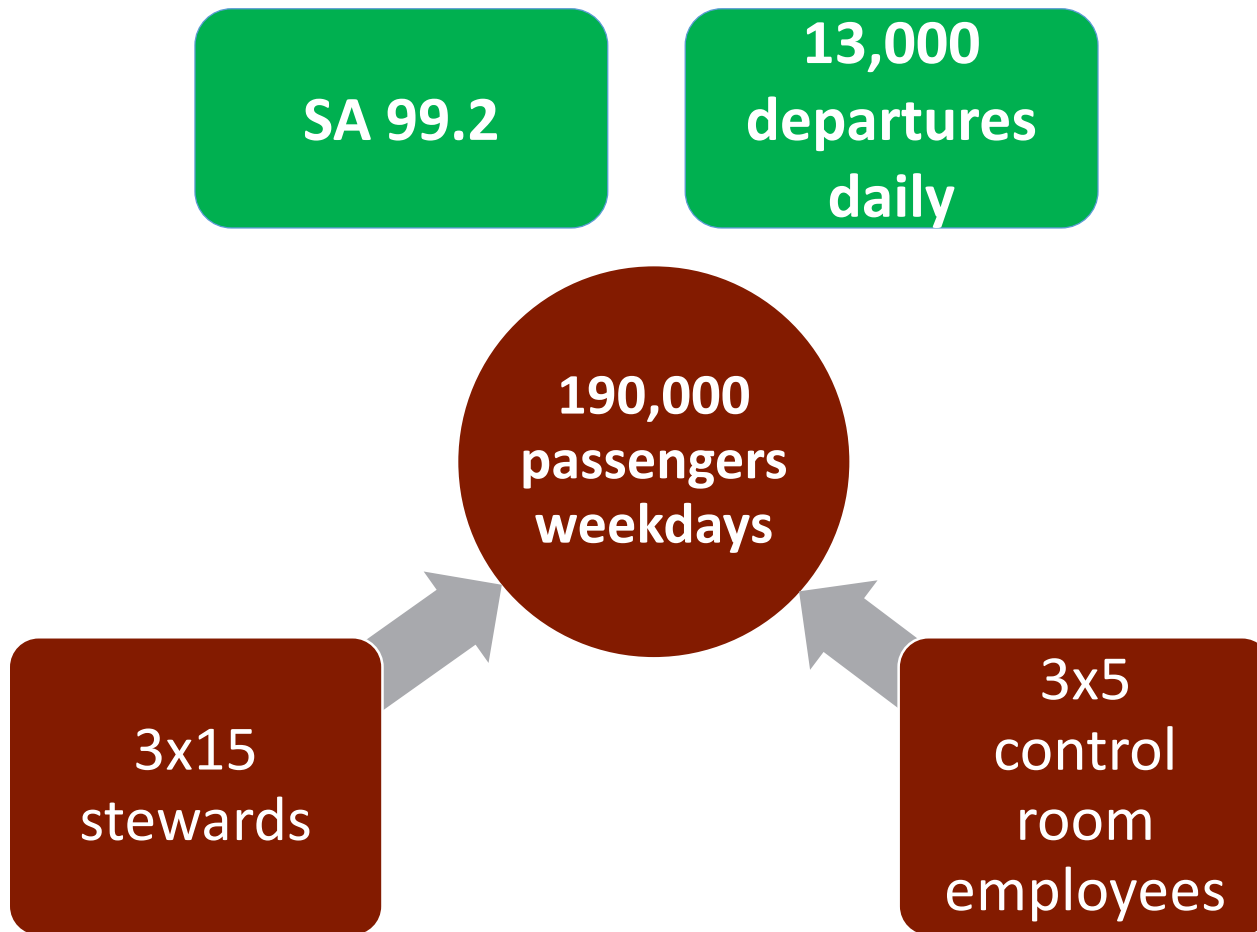 SA 99.2
13,000
departures
daily
190,000
passengers
weekdays
3x15
stewards
3x5
control
room
employees